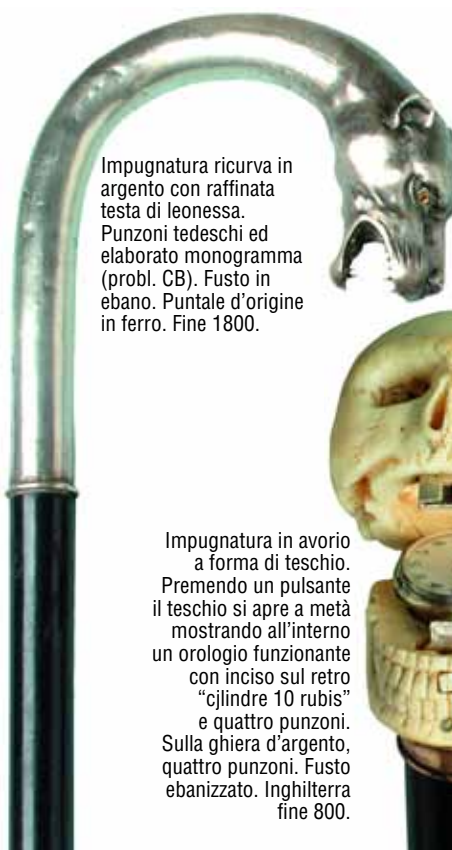 Impugnatura ricurva in
argento con raffinata
testa di leonessa.
Punzoni tedeschi ed
elaborato monogramma
(probl. CB). Fusto in
ebano. Puntale d’origine
in ferro. Fine 1800.
Impugnatura in avorio
a forma di teschio.
Premendo un pulsante
il teschio si apre a metà
mostrando all’interno
un orologio funzionante
con inciso sul retro
“cjlindre 10 rubis”
e quattro punzoni.
Sulla ghiera d’argento,
quattro punzoni. Fusto
ebanizzato. Inghilterra
fine 800.